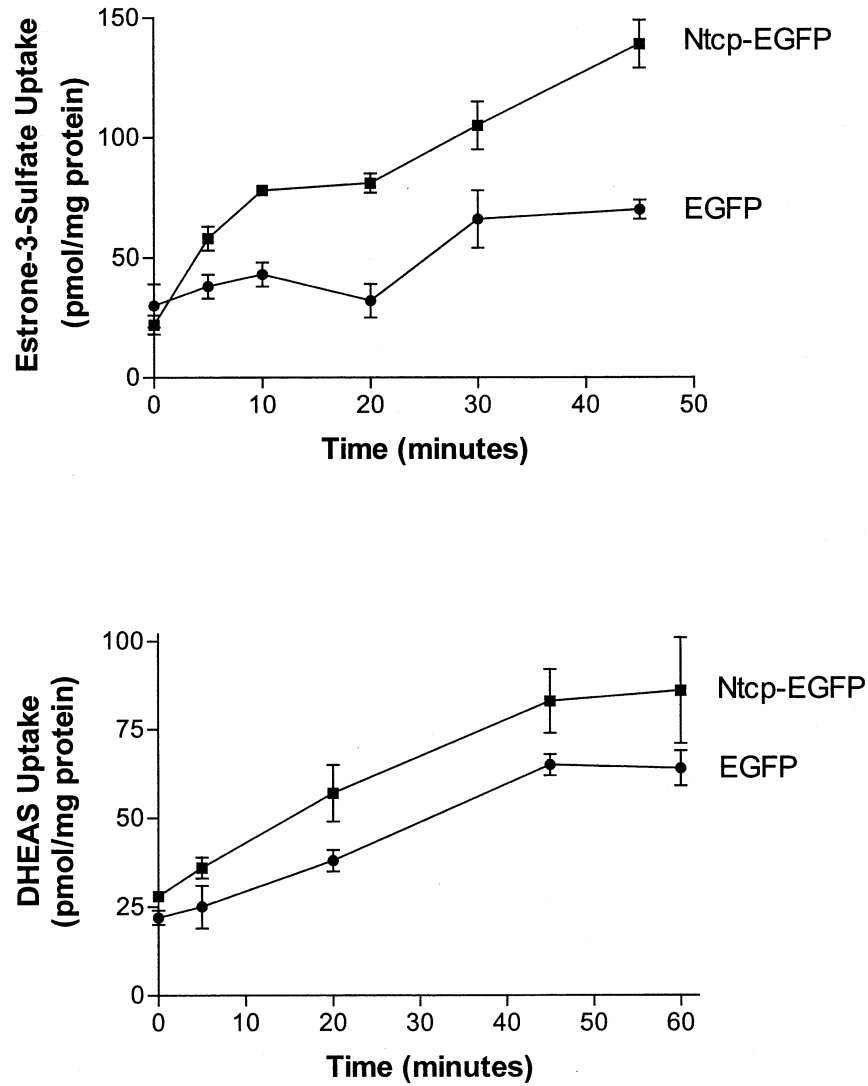 Estrone-3-Sulfate Uptake
(pmol/mg protein)
150
100
50
0
Ntcp-EGFP
EGFP
0 10 20 30 40 50
Time (minutes)
DHEAS Uptake
(pmol/mg protein)
100
75
50
25
0
Ntcp-EGFP
EGFP
0 10 20 30 40 50 60
Time (minutes)